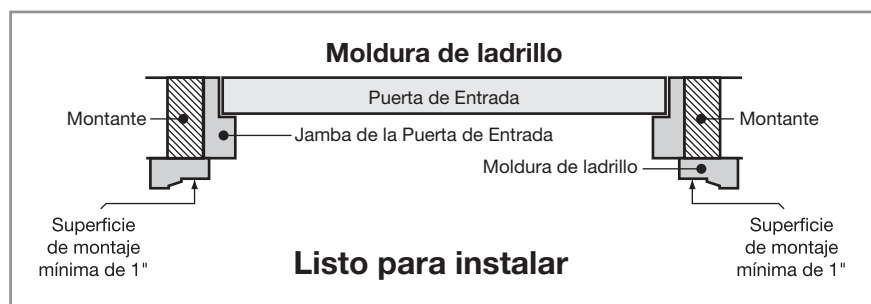 Moldura de ladrillo
Puerta de Entrada
Montante
Jamba de la Puerta de Entrada
Montante
Moldura de ladrillo
Superficie
de montaje
mínima de 1"
Superficie
de montaje
mínima de 1"
Listo para instalar